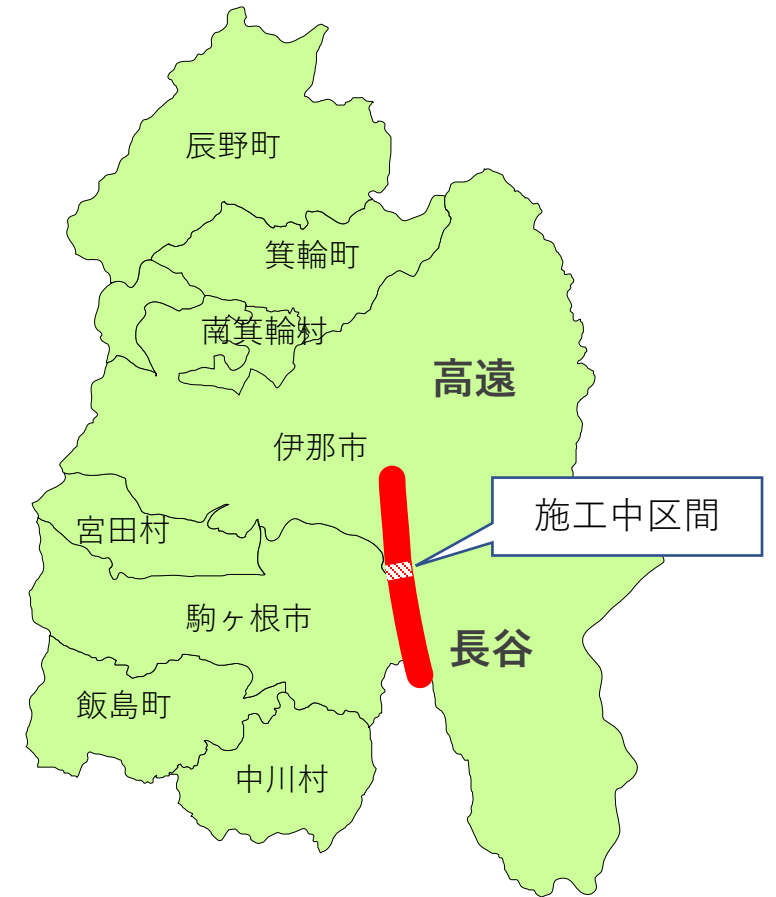 辰野町
箕輪町
南箕輪村
高遠
伊那市
施工中区間
宮田村
駒ヶ根市
長谷
飯島町
中川村